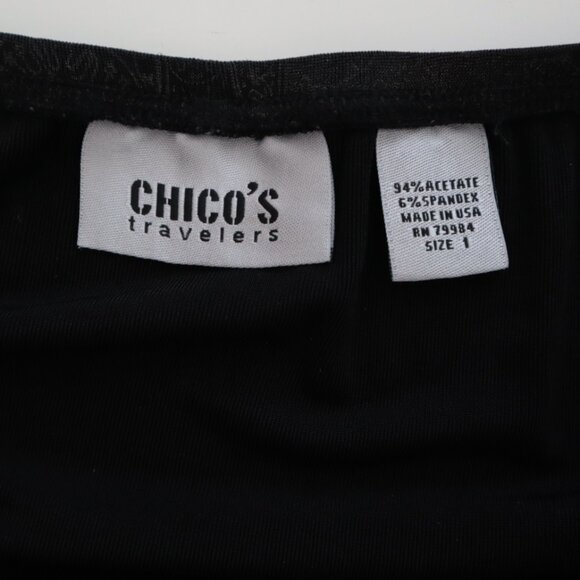 CHICO'S
travelers
94% ACETATE
6% SPANDEX
MADE IN USA
RN 79984
SIZE 1